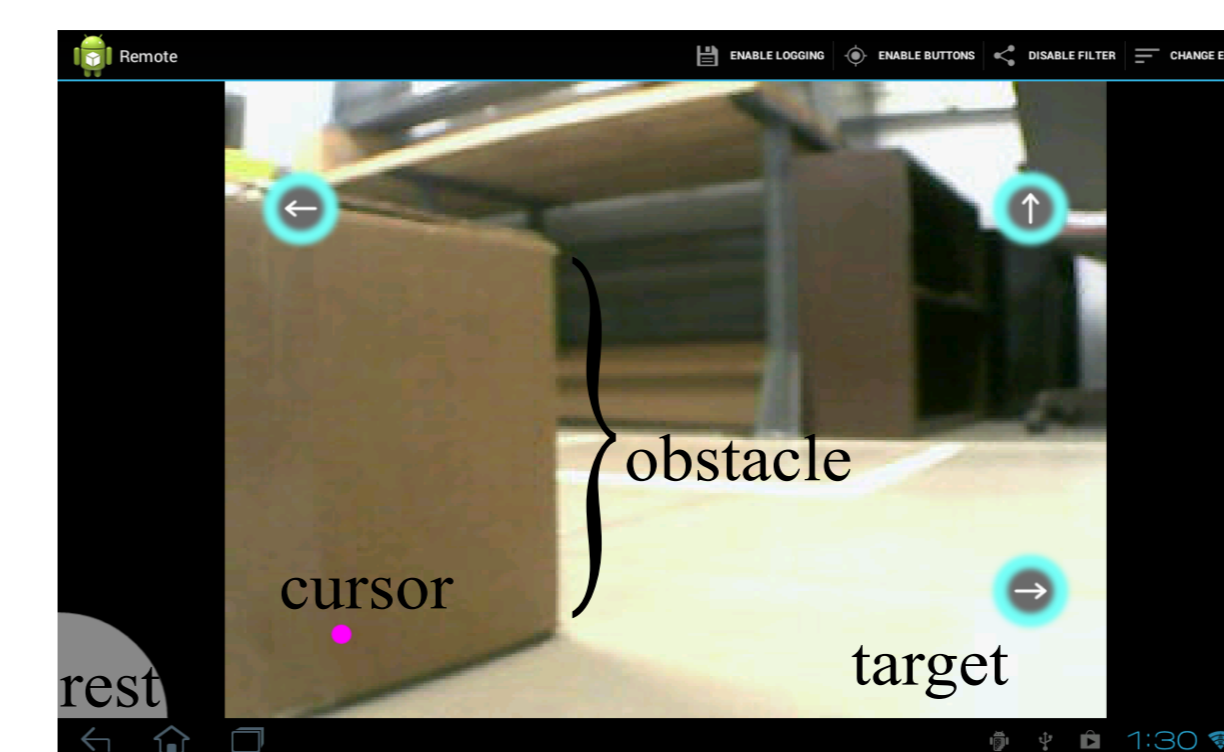 Remote
ENABLE LOGGING
ENABLE BUTTONS
DISABLE FILTER
CHANGE E
obstacle
cursor
target
rest
1:30